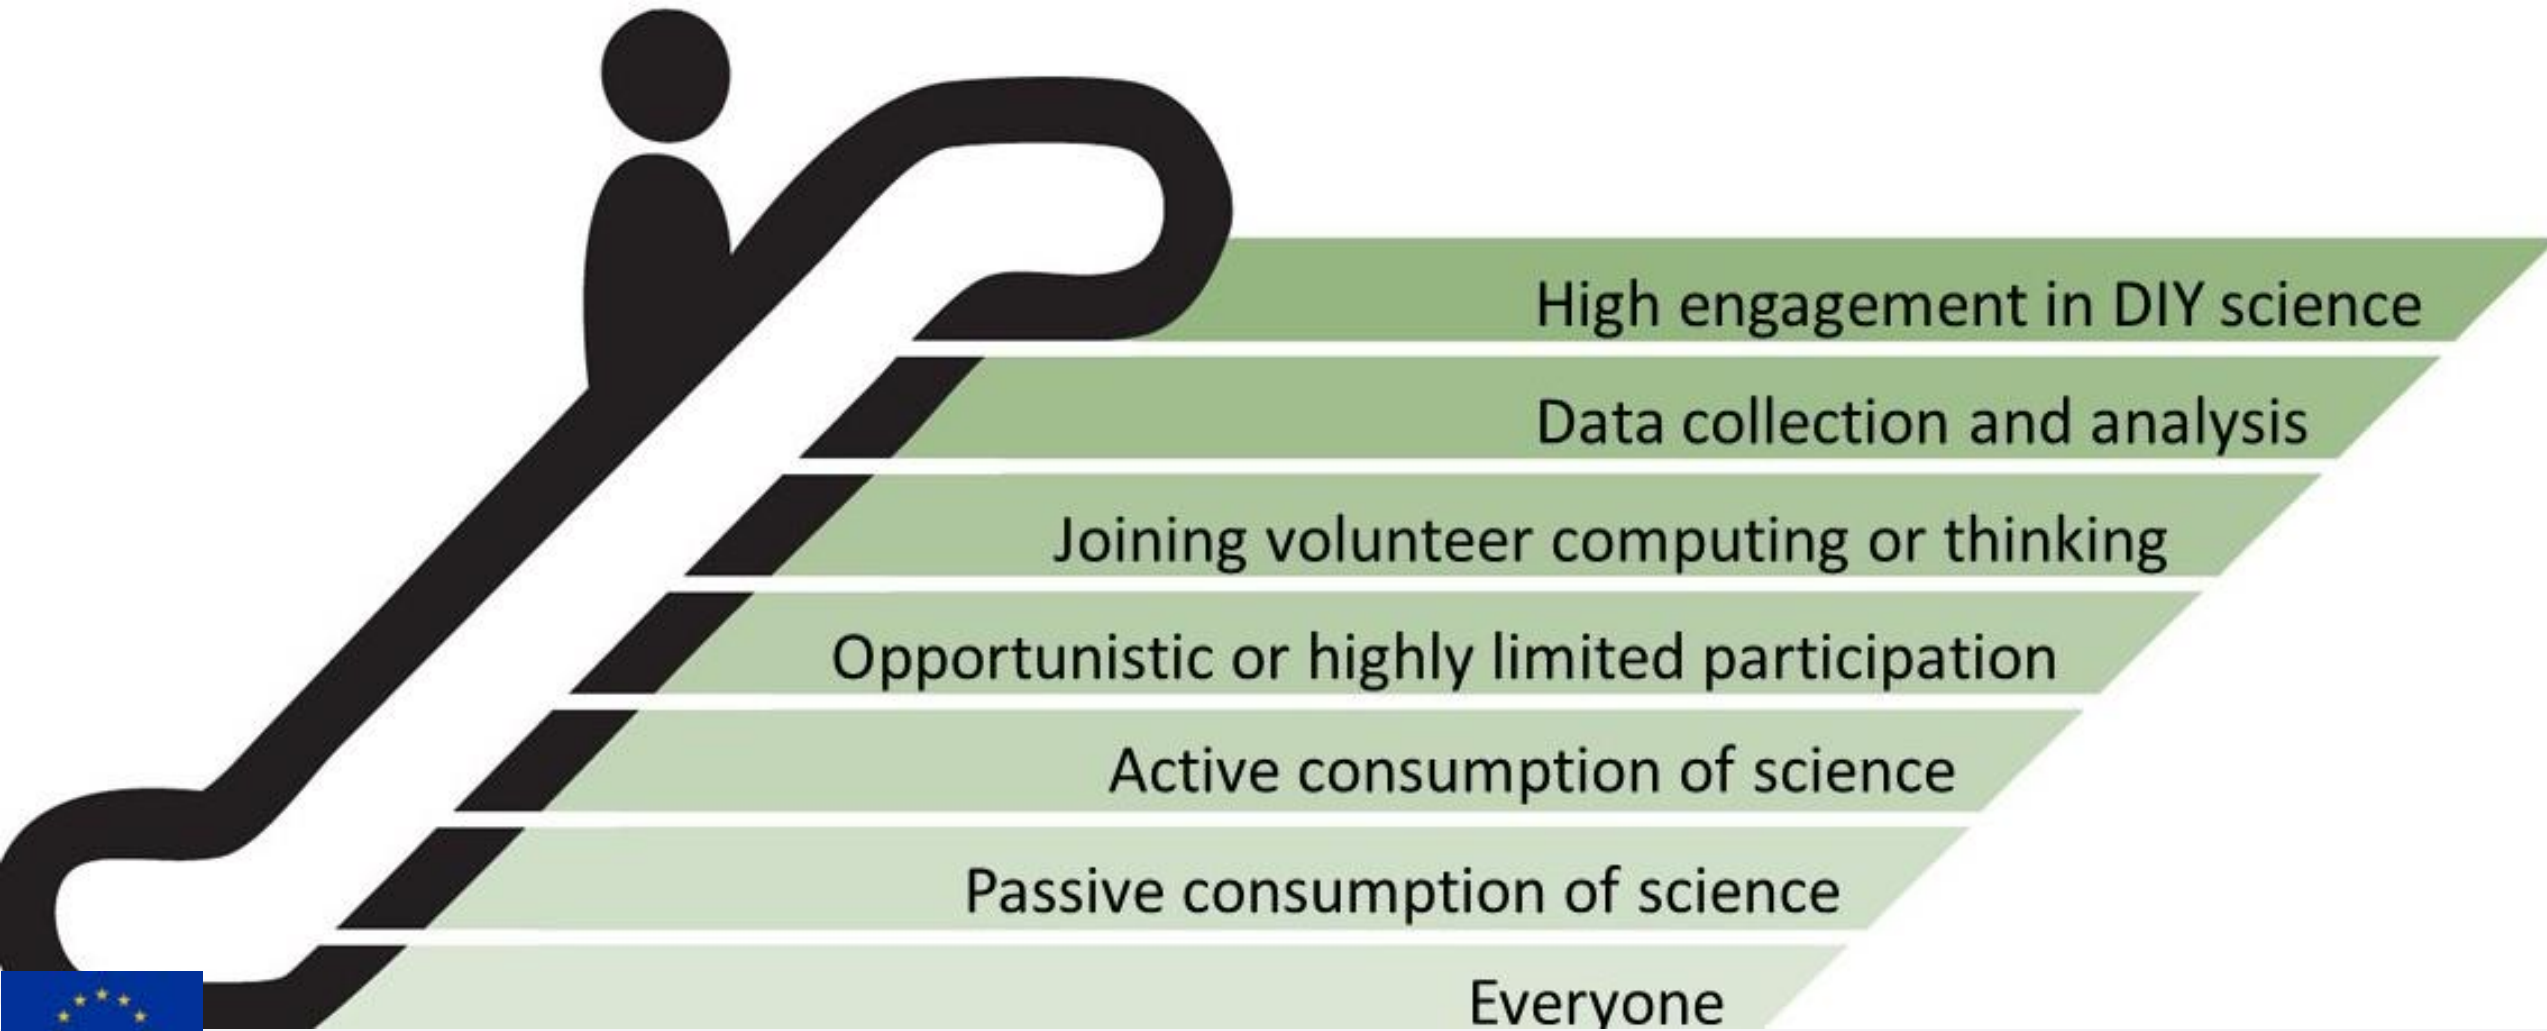 High engagement in DIY science
Data collection and analysis
Joining volunteer computing or thinking
Opportunistic or highly limited participation
Active consumption of science
Passive consumption of science
Everyone